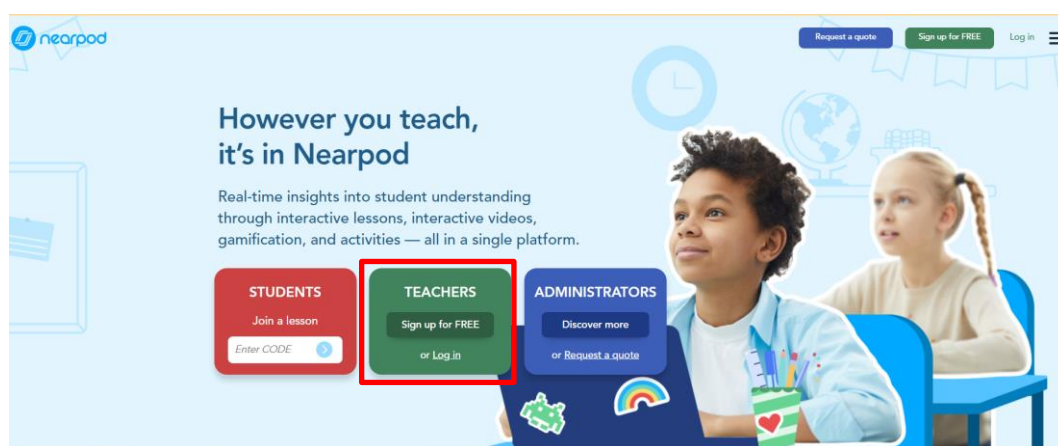 nearpod
Request a quote
Sign up for FREE
Log in
However you teach,
it's in Nearpod
Real-time insights into student understanding
through interactive lessons, interactive videos,
gamification, and activities — all in a single platform.
STUDENTS
Join a lesson
Enter CODE
TEACHERS
Sign up for FREE
or Log in
ADMINISTRATORS
Discover more
or Request a quote